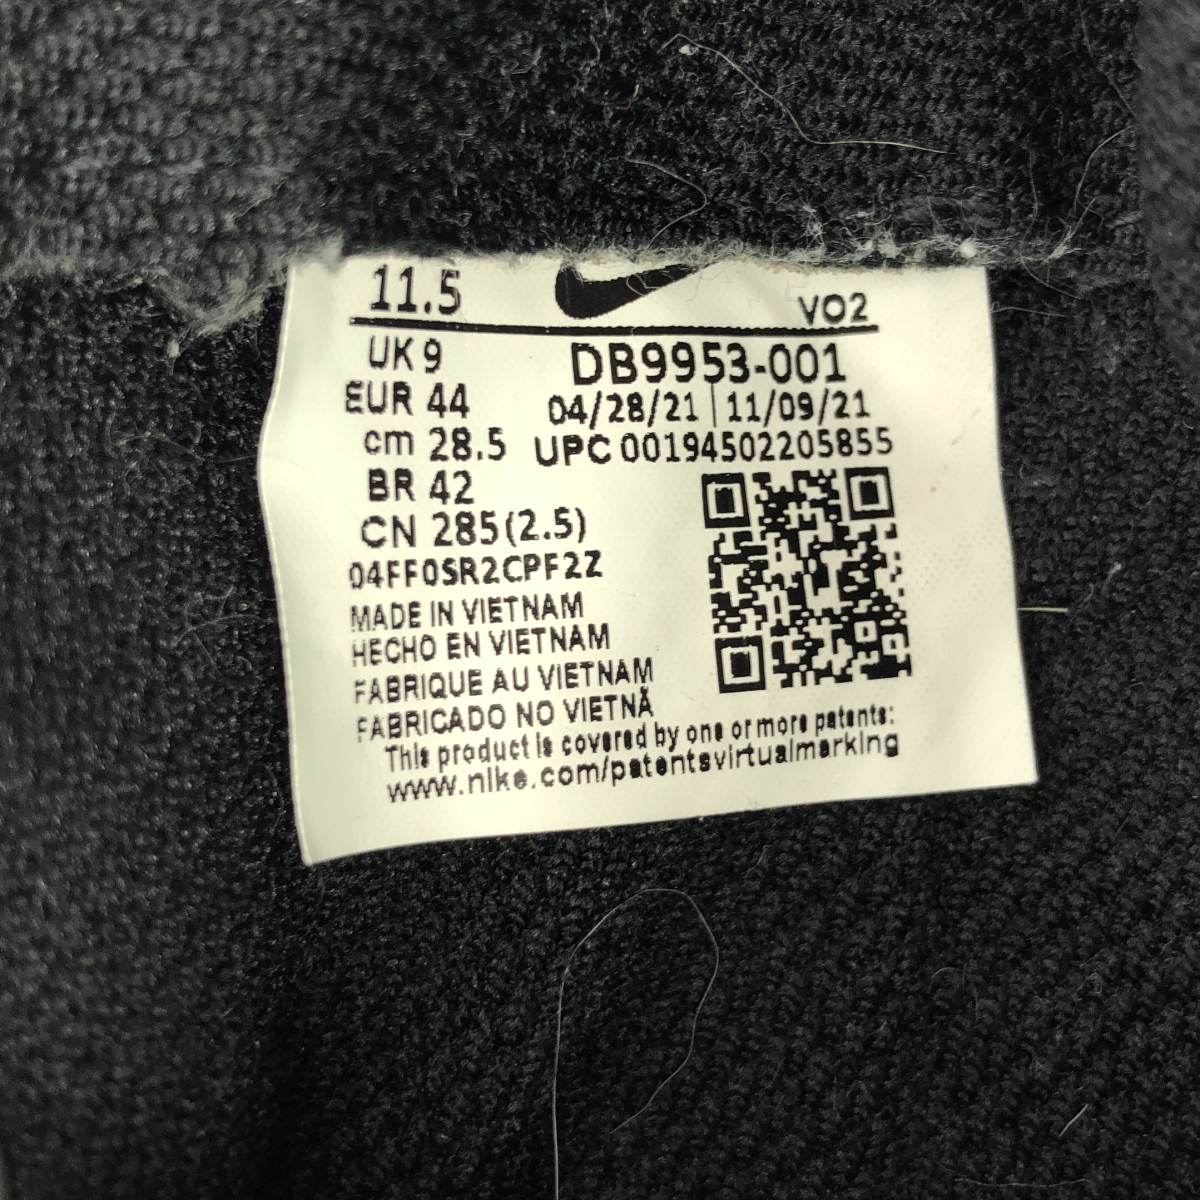 11.5
VO2
UK 9
DB9953-001
EUR 44
04/28/21 | 11/09/21
cm 28.5
UPC 00194502205855
BR 42
CN 285(2.5)
04FF0SR2CPF2Z
MADE IN VIETNAM
HECHO EN VIETNAM
FABRIQUE AU VIETNAM
FABRICADO NO VIETNÃ
This product is covered by one or more patents:
www.nike.com/patentsvirtualmarking